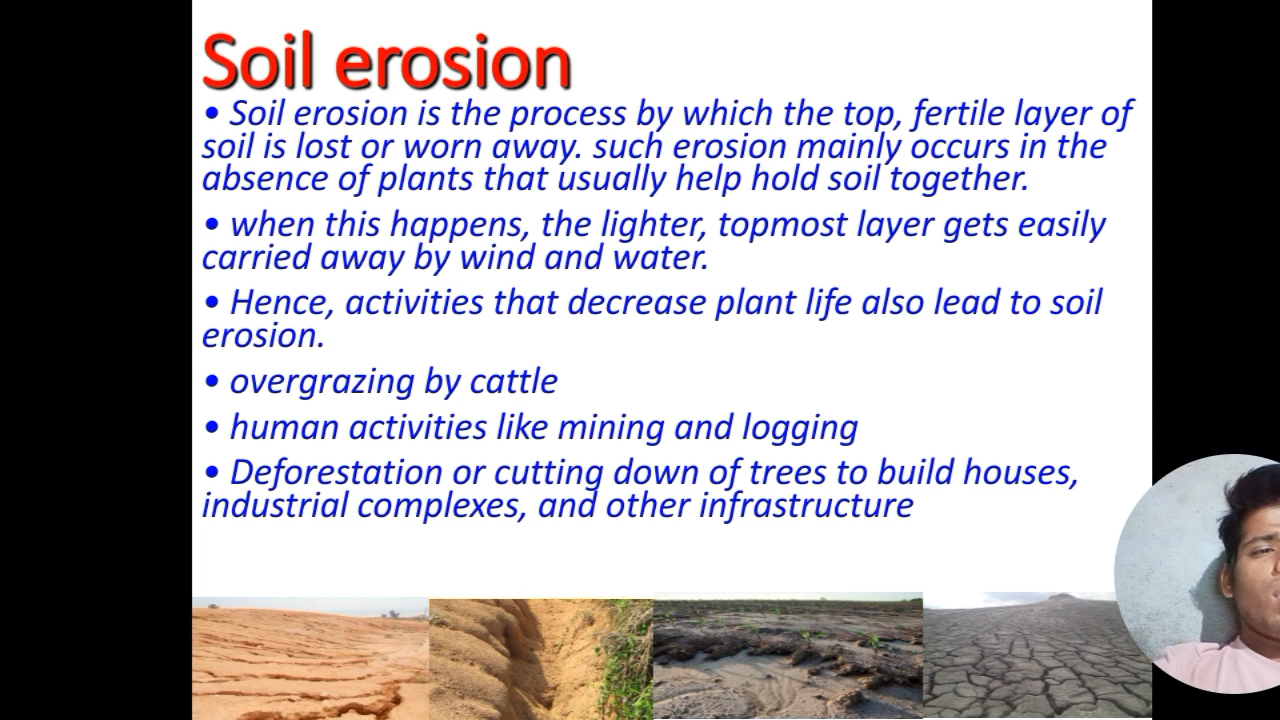 Soil erosion
• Soil erosion is the process by which the top, fertile layer of
soil is lost or worn away. such erosion mainly occurs in the
absence of plants that usually help hold soil together.
• when this happens, the lighter, topmost layer gets easily
carried away by wind and water.
• Hence, activities that decrease plant life also lead to soil
erosion.
• overgrazing by cattle
• human activities like mining and logging
• Deforestation or cutting down of trees to build houses,
industrial complexes, and other infrastructure